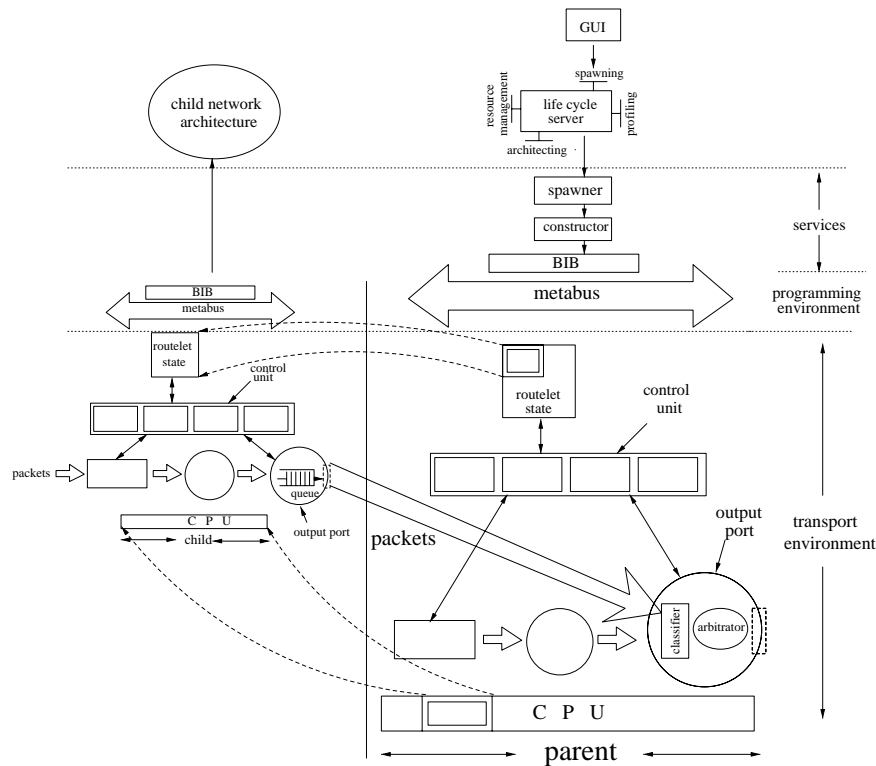 GUI
spawning
resource
management
life cycle
server
profiling
architecting
child network
architecture
spawner
constructor
services
BIB
metabus
programming
environment
BIB
metabus
routelet
state
control
unit
routelet
state
control
unit
packets
queue
output port
C P U
child
packets
output
port
transport
environment
classifier
arbitrator
C P U
parent